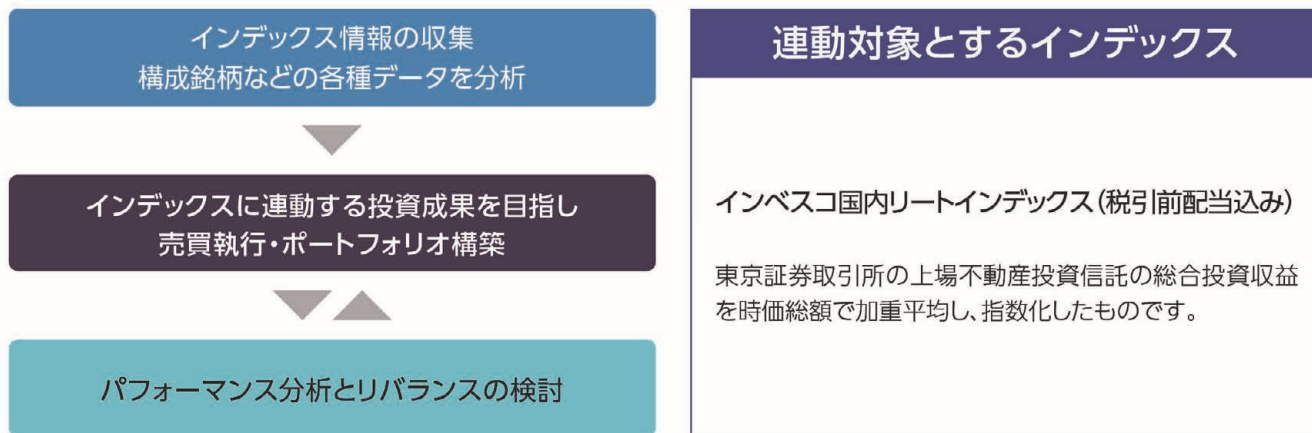 インデックス情報の収集
構成銘柄などの各種データを分析
インデックスに連動する投資成果を目指し
売買執行・ポートフォリオ構築
パフォーマンス分析とリバランスの検討
連動対象とするインデックス
インベスコ国内リートインデックス(税引前配当込み)
東京証券取引所の上場不動産投資信託の総合投資収益
を時価総額で加重平均し、指数化したものです。